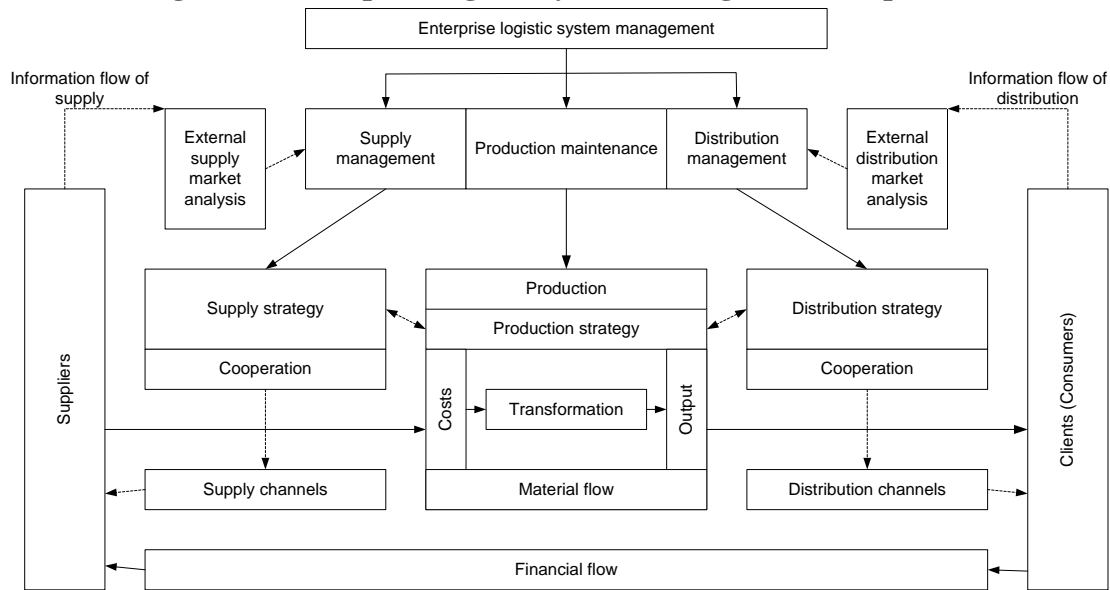 Enterprise logistic system management
Information flow of
supply
Information flow of
distribution
External
supply
market
analysis
Supply
management
Production maintenance
Distribution
management
External
distribution
market
analysis
Suppliers
Supply strategy
Cooperation
Production
Production strategy
Distribution strategy
Cooperation
Costs
Transformation
Output
Clients (Consumers)
Supply channels
Material flow
Distribution channels
Financial flow